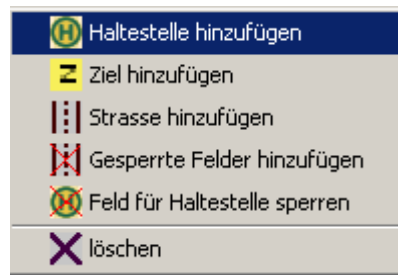 H Haltestelle hinzufügen
Z Ziel hinzufügen
Strasse hinzufügen
Gesperrte Felder hinzufügen
H Feld für Haltestelle sperren
löschen